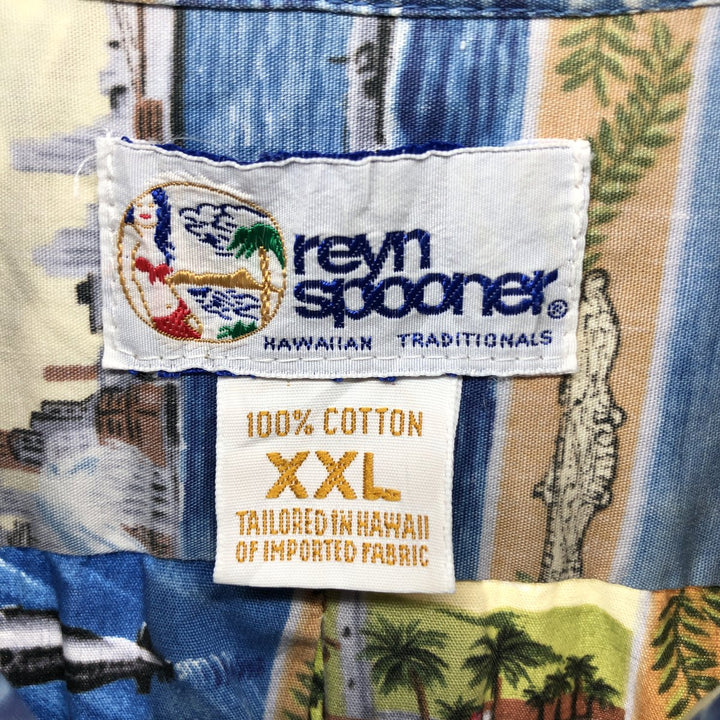 reyn
spooner®
HAWAIIAN TRADITIONALS
100% COTTON
XXL
TAILORED IN HAWAII
OF IMPORTED FABRIC